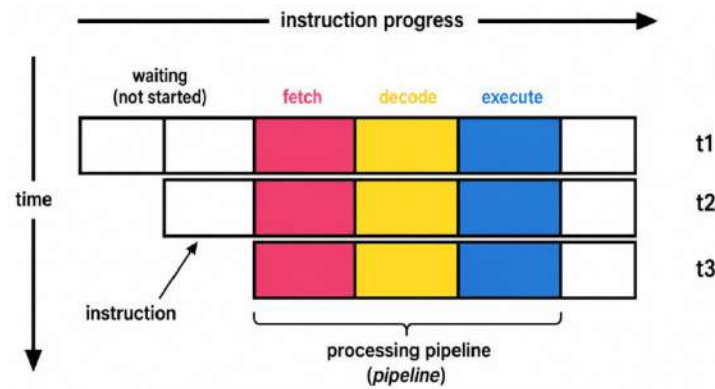 instruction progress
waiting
(not started)
fetch
decode
execute
t1
time
t2
t3
instruction
processing pipeline
(pipeline)